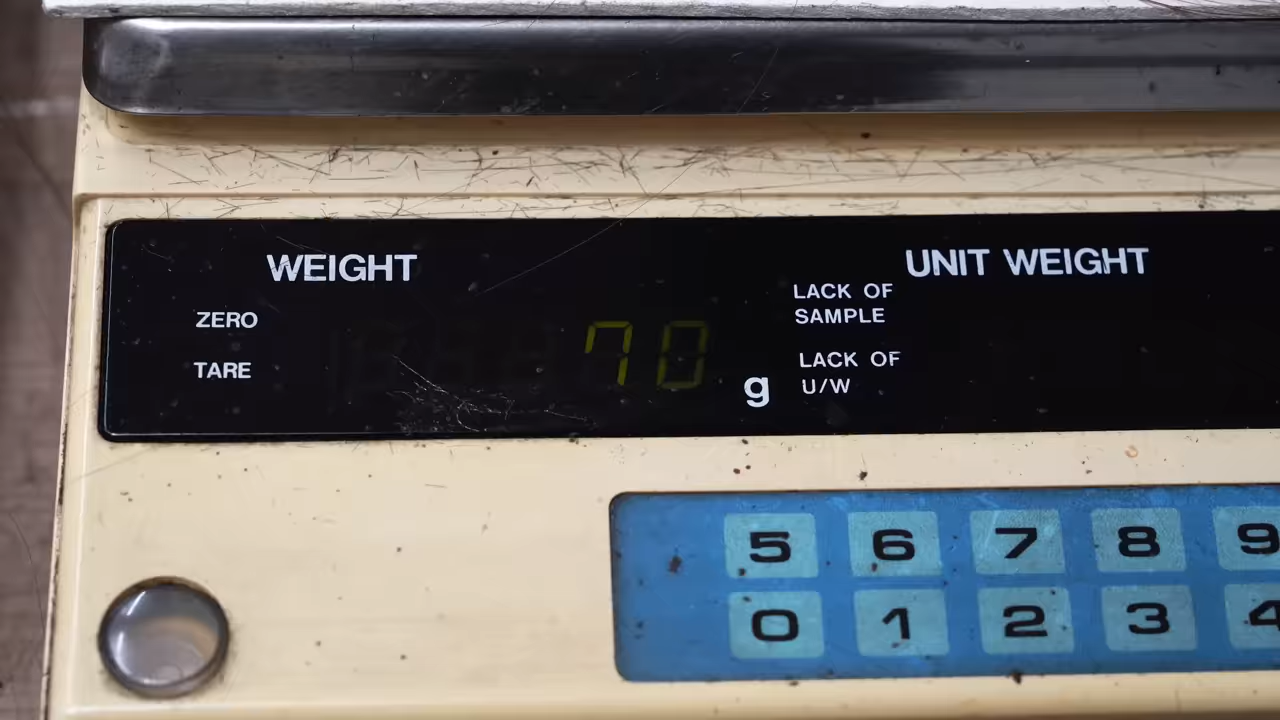 WEIGHT
UNIT WEIGHT
ZERO
TARE
70
g
LACK OF
SAMPLE
LACK OF
U/W
5 6 7 8 9
0 1 2 3 4